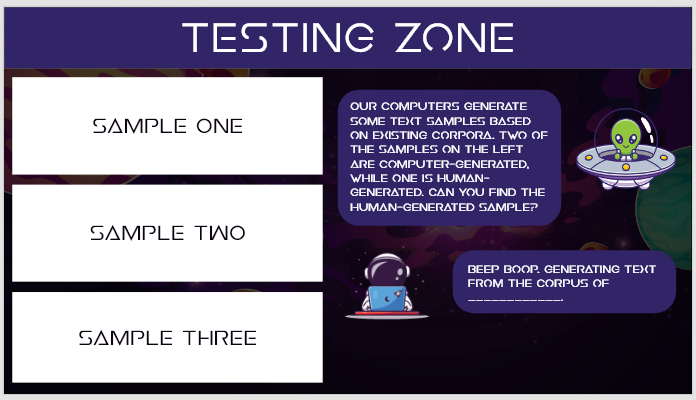 TESTING ZONE
SAMPLE ONE
SAMPLE TWO
SAMPLE THREE
OUR COMPUTERS GENERATE
SOME TEXT SAMPLES BASED
ON EXISTING CORPORA. TWO OF
THE SAMPLES ON THE LEFT
ARE COMPUTER-GENERATED,
WHILE ONE IS HUMAN-
GENERATED. CAN YOU FIND THE
HUMAN-GENERATED SAMPLE?
BEEP BOOP. GENERATING TEXT
FROM THE CORPUS OF
____________.